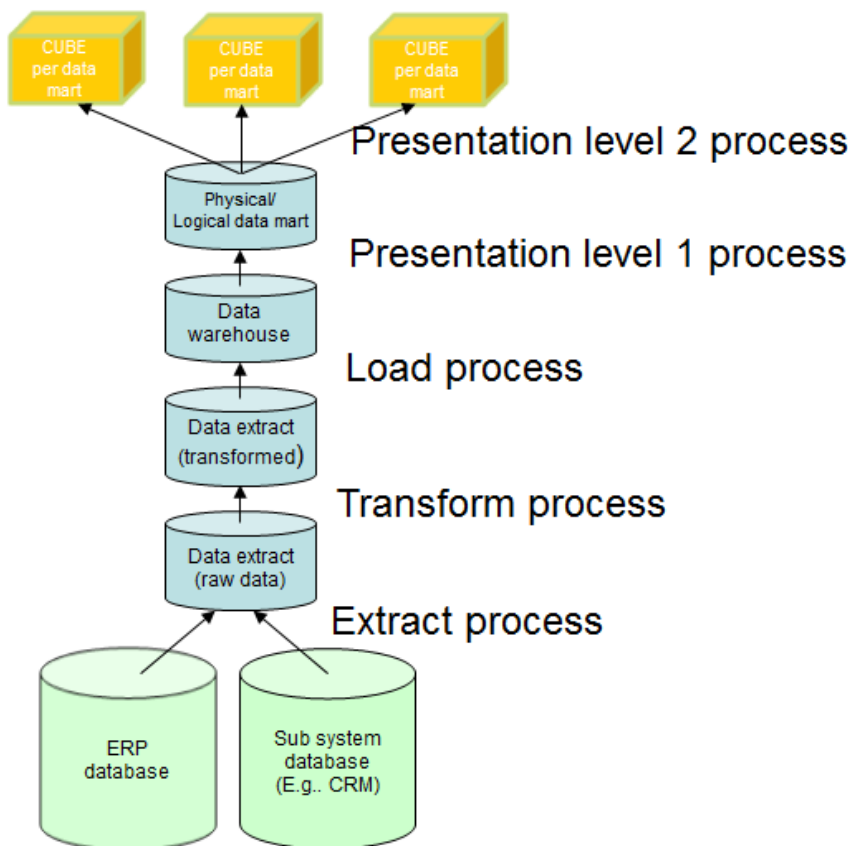 CUBE
per data
mart
CUBE
per data
mart
CUBE
per data
mart
Presentation level 2 process
Physical/
Logical data mart
Presentation level 1 process
Data
warehouse
Load process
Data extract
(transformed)
Transform process
Data extract
(raw data)
Extract process
ERP
database
Sub system
database
(E.g.. CRM)